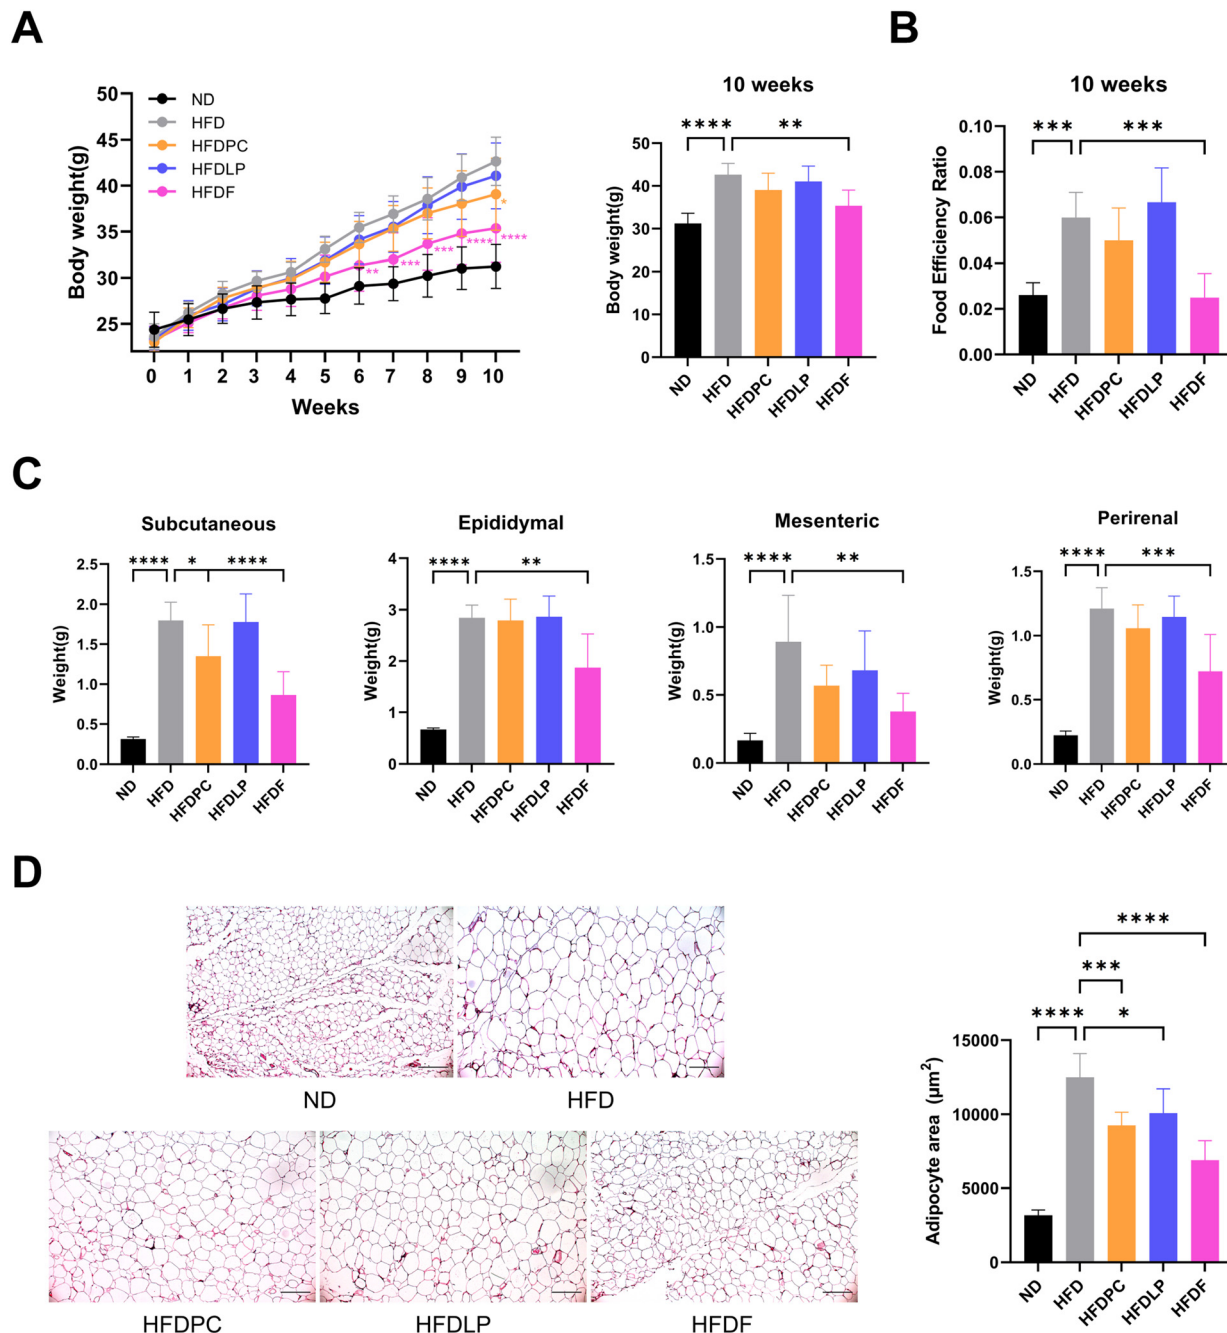 A
ND
HFD
HFDPC
HFDLP
HFDF
Body weight(g)
50
45
40
35
30
25
*
**
***
***
****
****
0 1 2 3 4 5 6 7 8 9 10
Weeks
10 weeks
**** **
Body weight(g)
50
40
30
20
10
0
ND HFD HFDPC HFDLP HFDF
B
10 weeks
*** ***
Food Efficiency Ratio
0.10
0.08
0.06
0.04
0.02
0.00
ND HFD HFDPC HFDLP HFDF
C
Subcutaneous
**** * ****
Weight(g)
2.5
2.0
1.5
1.0
0.5
0.0
ND HFD HFDPC HFDLP HFDF
Epididymal
**** **
Weight(g)
4
3
2
1
0
ND HFD HFDPC HFDLP HFDF
Mesenteric
**** **
Weight(g)
1.5
1.0
0.5
0.0
ND HFD HFDPC HFDLP HFDF
Perirenal
**** ***
Weight(g)
1.5
1.0
0.5
0.0
ND HFD HFDPC HFDLP HFDF
D
ND HFD
HFDPC HFDLP HFDF
****
***
**** *
Adipocyte area (µm²)
15000
10000
5000
0
ND HFD HFDPC HFDLP HFDF